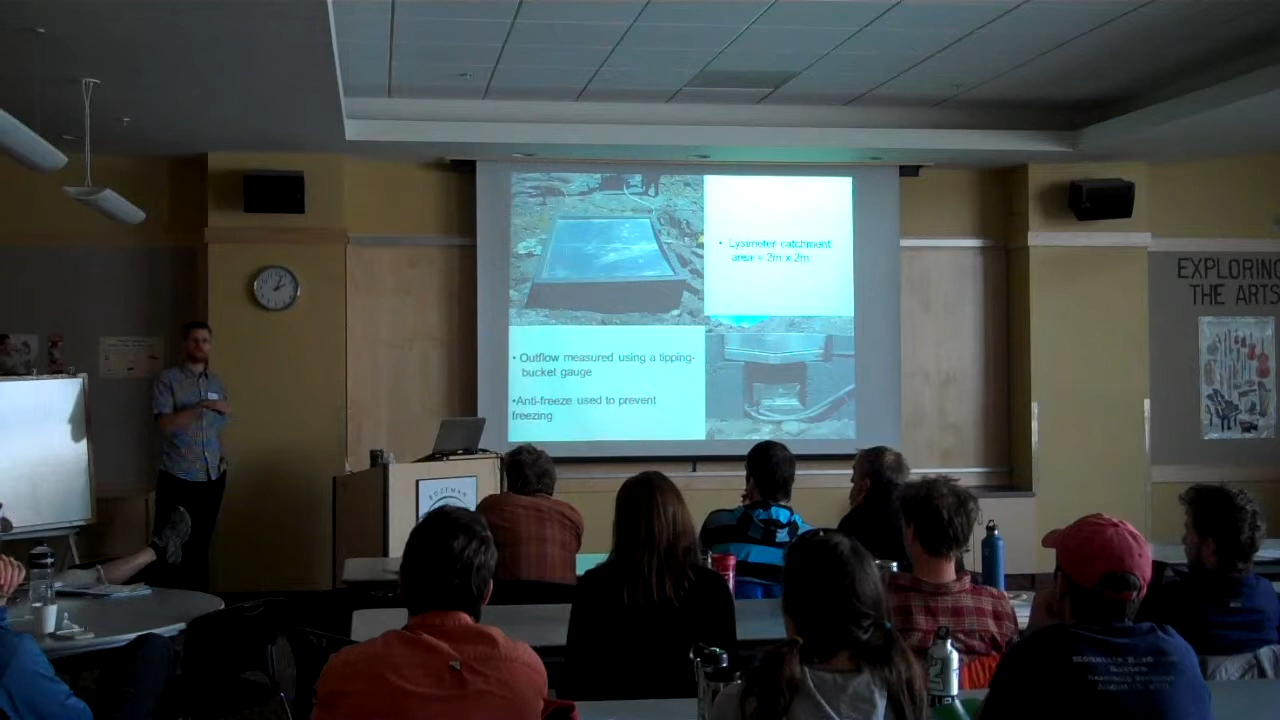 • Lysimeter catchment
area = 2m x 2m
• Outflow measured using a tipping-
bucket gauge
•Anti-freeze used to prevent
freezing
EXPLORING
THE ARTS
BOZEMAN